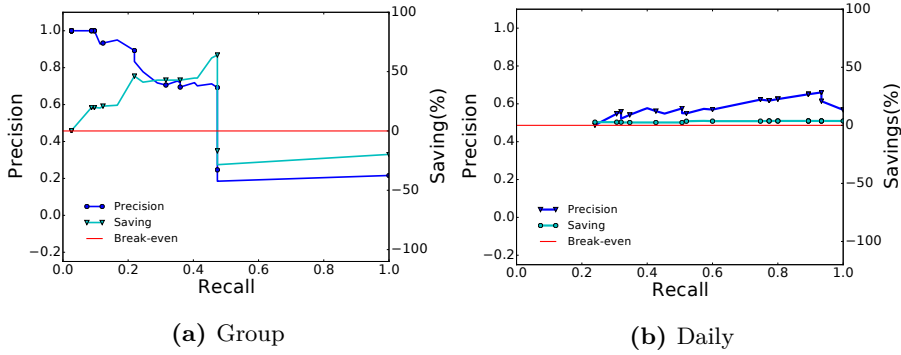 100
1.0
0.8
50
0.6
0
0.4
0.2
−50
0.0
−0.2
−100
Precision
Saving(%)
Precision
Saving
Break-even
0.0 0.2 0.4 0.6 0.8 1.0
Recall
(a) Group
100
1.0
0.8
50
0.6
0
0.4
0.2
−50
0.0
−0.2
−100
Precision
Savings(%)
Precision
Saving
Break-even
0.0 0.2 0.4 0.6 0.8 1.0
Recall
(b) Daily